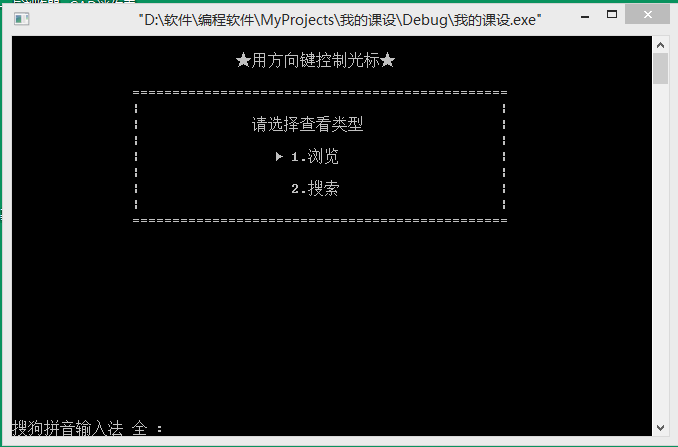 "D:\软件\编程软件\MyProjects\我的课设\Debug\我的课设.exe"
★用方向键控制光标★
请选择查看类型
▶ 1.浏览
2.搜索
搜狗拼音输入法 全 :